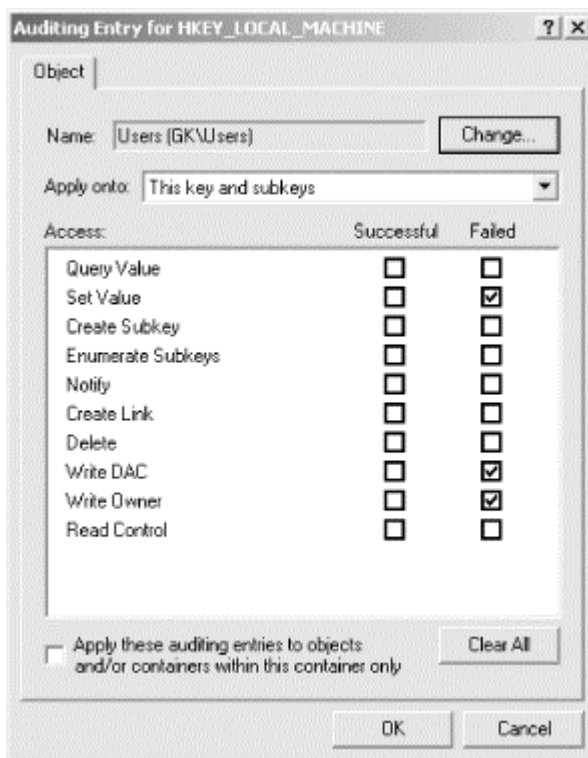 Auditing Entry for HKEY_LOCAL_MACHINE
Object
Name: Users (GK\Users) Change...
Apply onto: This key and subkeys
Access: Successful Failed
Query Value
Set Value
Create Subkey
Enumerate Subkeys
Notify
Create Link
Delete
Write DAC
Write Owner
Read Control
Apply these auditing entries to objects
and/or containers within this container only
Clear All
OK Cancel